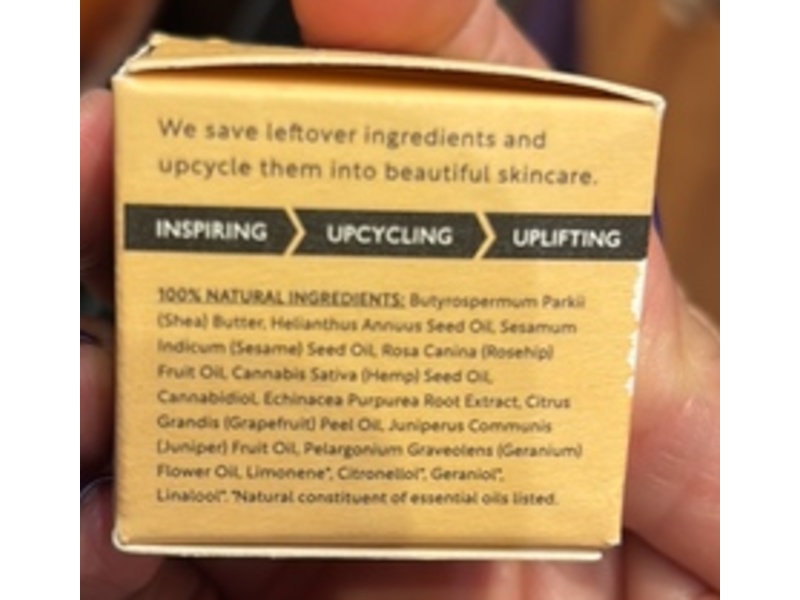 We save leftover ingredients and
upcycle them into beautiful skincare.
INSPIRING UPCYCLING UPLIFTING
100% NATURAL INGREDIENTS: Butyrospermum Parkii
(Shea) Butter, Helianthus Annuus Seed Oil, Sesamum
Indicum (Sesame) Seed Oil, Rosa Canina (Rosehip)
Fruit Oil, Cannabis Sativa (Hemp) Seed Oil,
Cannabidiol, Echinacea Purpurea Root Extract, Citrus
Grandis (Grapefruit) Peel Oil, Juniperus Communis
(Juniper) Fruit Oil, Pelargonium Graveolens (Geranium)
Flower Oil, Limonene*, Citronellol*, Geraniol*,
Linalool*. *Natural constituent of essential oils listed.